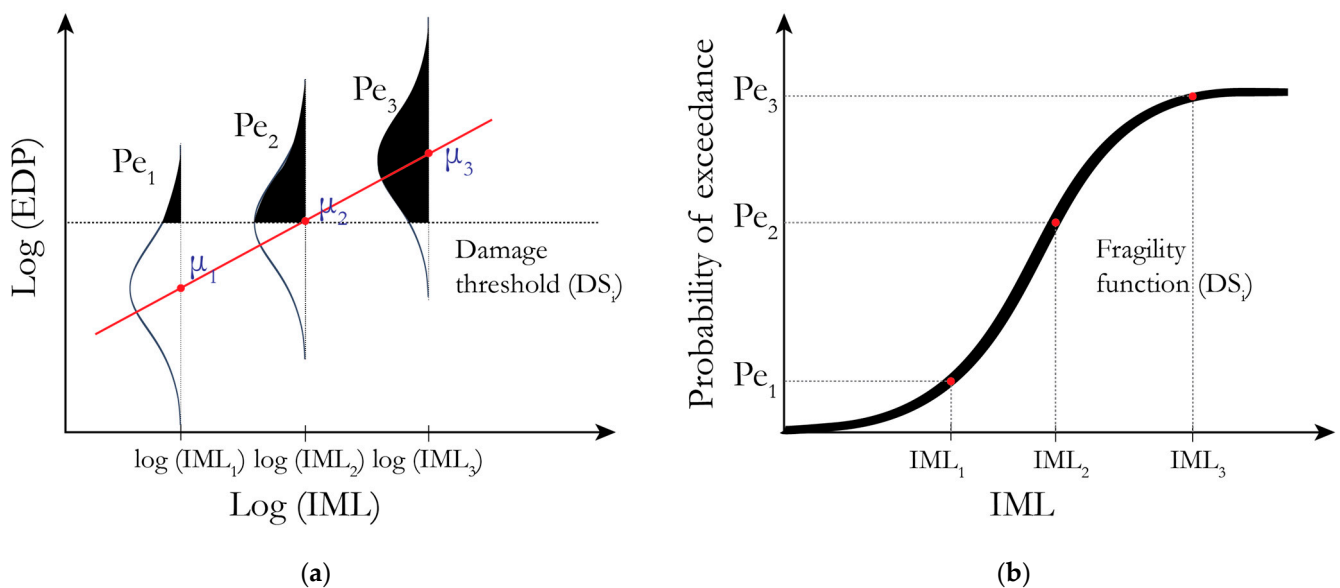 Log (EDP)
Pe1
Pe2
Pe3
μ1
μ2
μ3
Damage
threshold (DSi)
log (IML1) log (IML2) log (IML3)
Log (IML)
(a)
Probability of exceedance
Pe3
Pe2
Pe1
Fragility
function (DSi)
IML1 IML2 IML3
IML
(b)